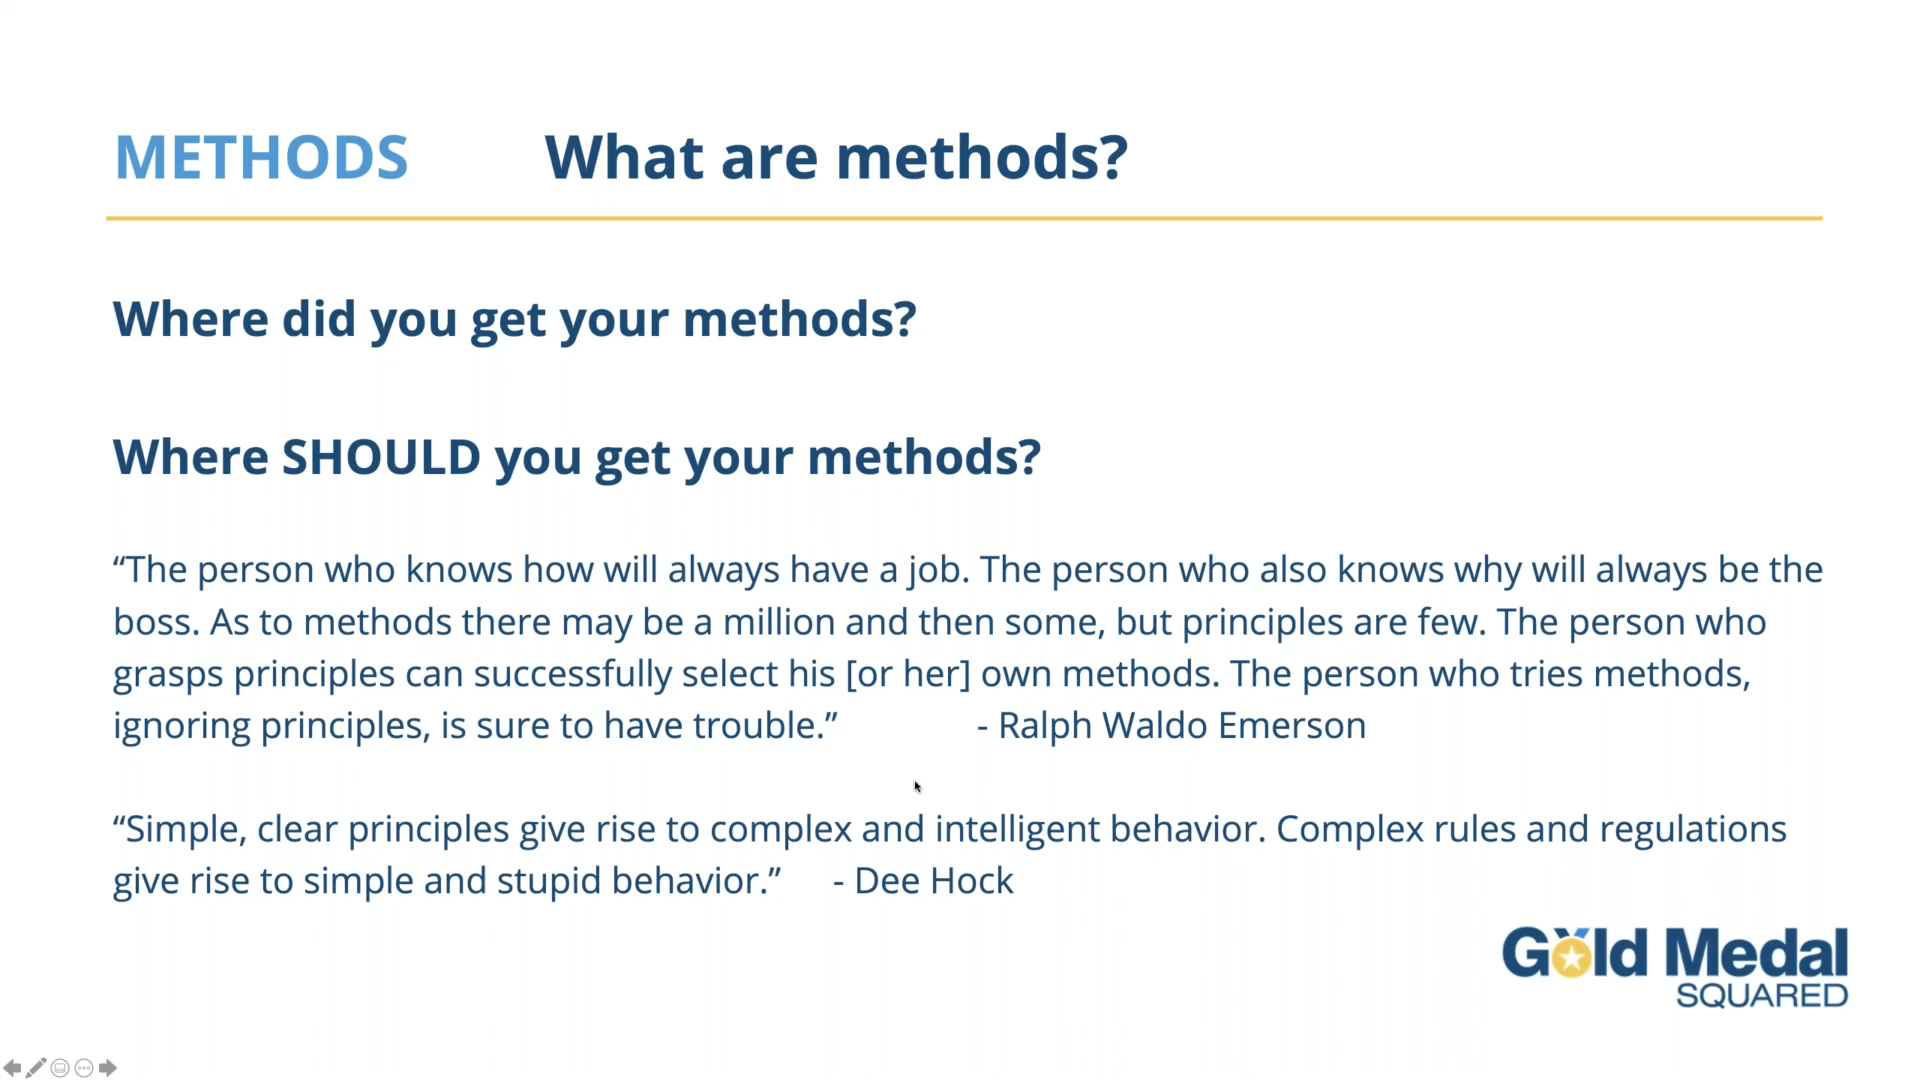 METHODS What are methods?
Where did you get your methods?
Where SHOULD you get your methods?
“The person who knows how will always have a job. The person who also knows why will always be the
boss. As to methods there may be a million and then some, but principles are few. The person who
grasps principles can successfully select his [or her] own methods. The person who tries methods,
ignoring principles, is sure to have trouble.” - Ralph Waldo Emerson
“Simple, clear principles give rise to complex and intelligent behavior. Complex rules and regulations
give rise to simple and stupid behavior.” - Dee Hock
Gold Medal
SQUARED